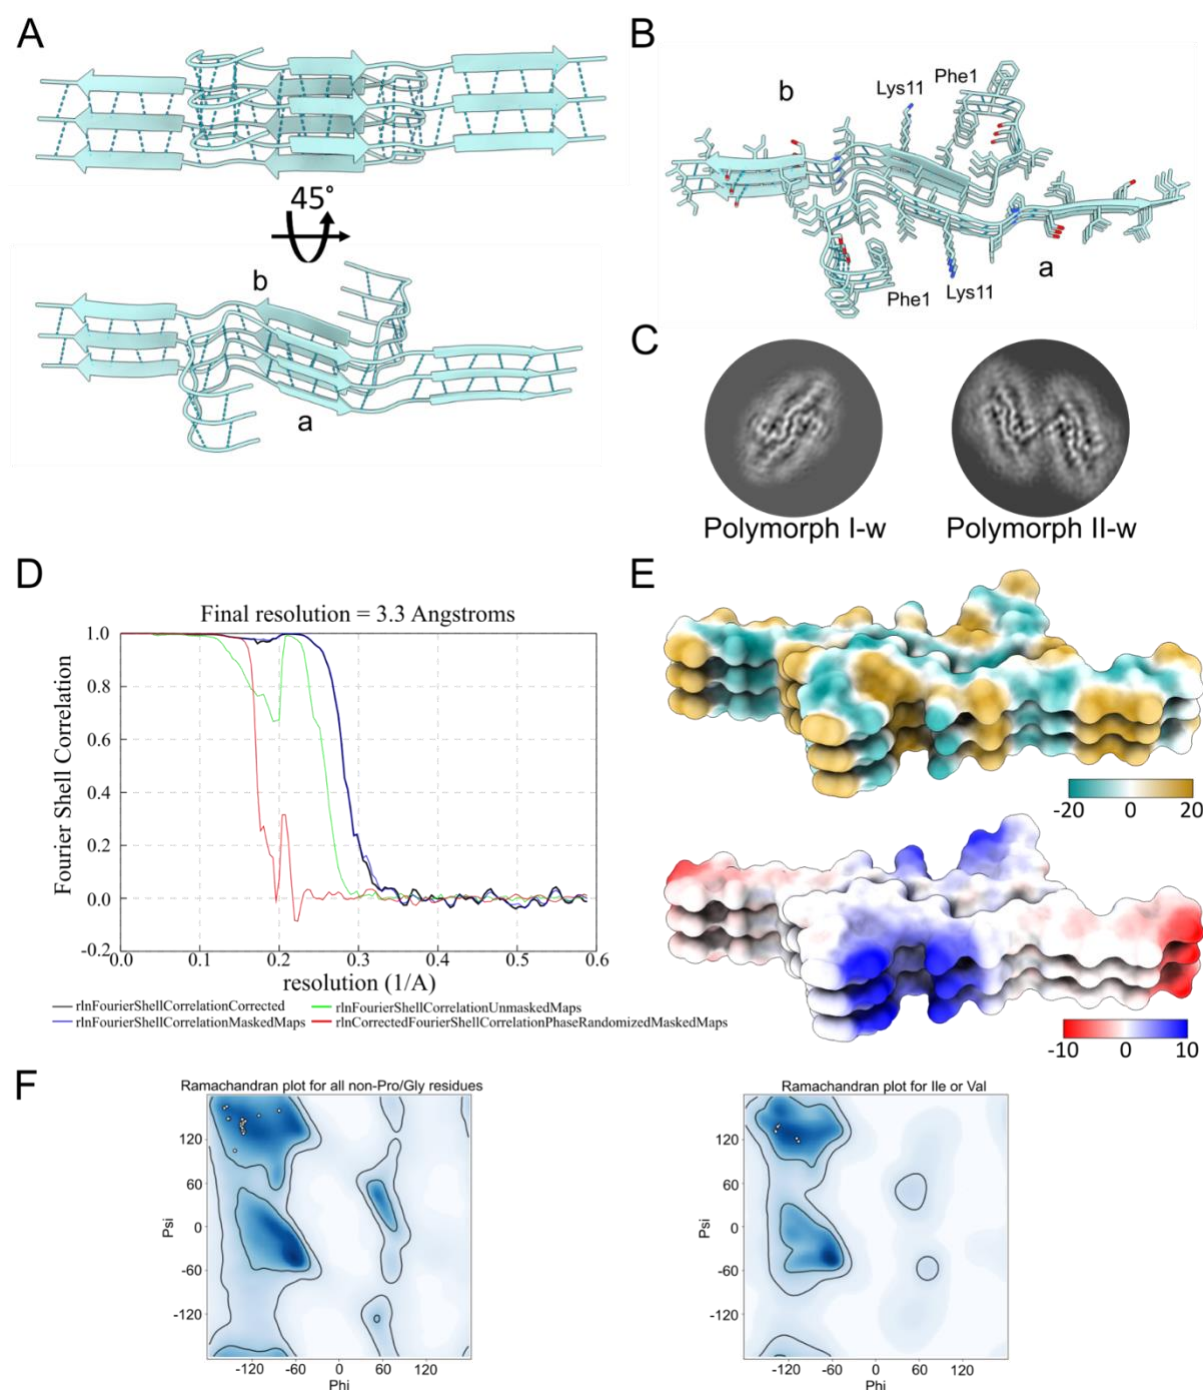 A
45°
b
a
B
b
Lys11
Phe1
Phe1
Lys11
a
C
Polymorph I-w
Polymorph II-w
D
Final resolution = 3.3 Angstroms
Fourier Shell Correlation
1.0
0.8
0.6
0.4
0.2
0.0
-0.2
0.0 0.1 0.2 0.3 0.4 0.5 0.6
resolution (1/A)
rlnFourierShellCorrelationCorrected
rlnFourierShellCorrelationUnmaskedMaps
rlnFourierShellCorrelationMaskedMaps
rlnCorrectedFourierShellCorrelationPhaseRandomizedMaskedMaps
E
-20 0 20
-10 0 10
F
Ramachandran plot for all non-Pro/Gly residues
Psi
120
60
0
-60
-120
-120 -60 0 60 120
Phi
Ramachandran plot for Ile or Val
Psi
120
60
0
-60
-120
-120 -60 0 60 120
Phi